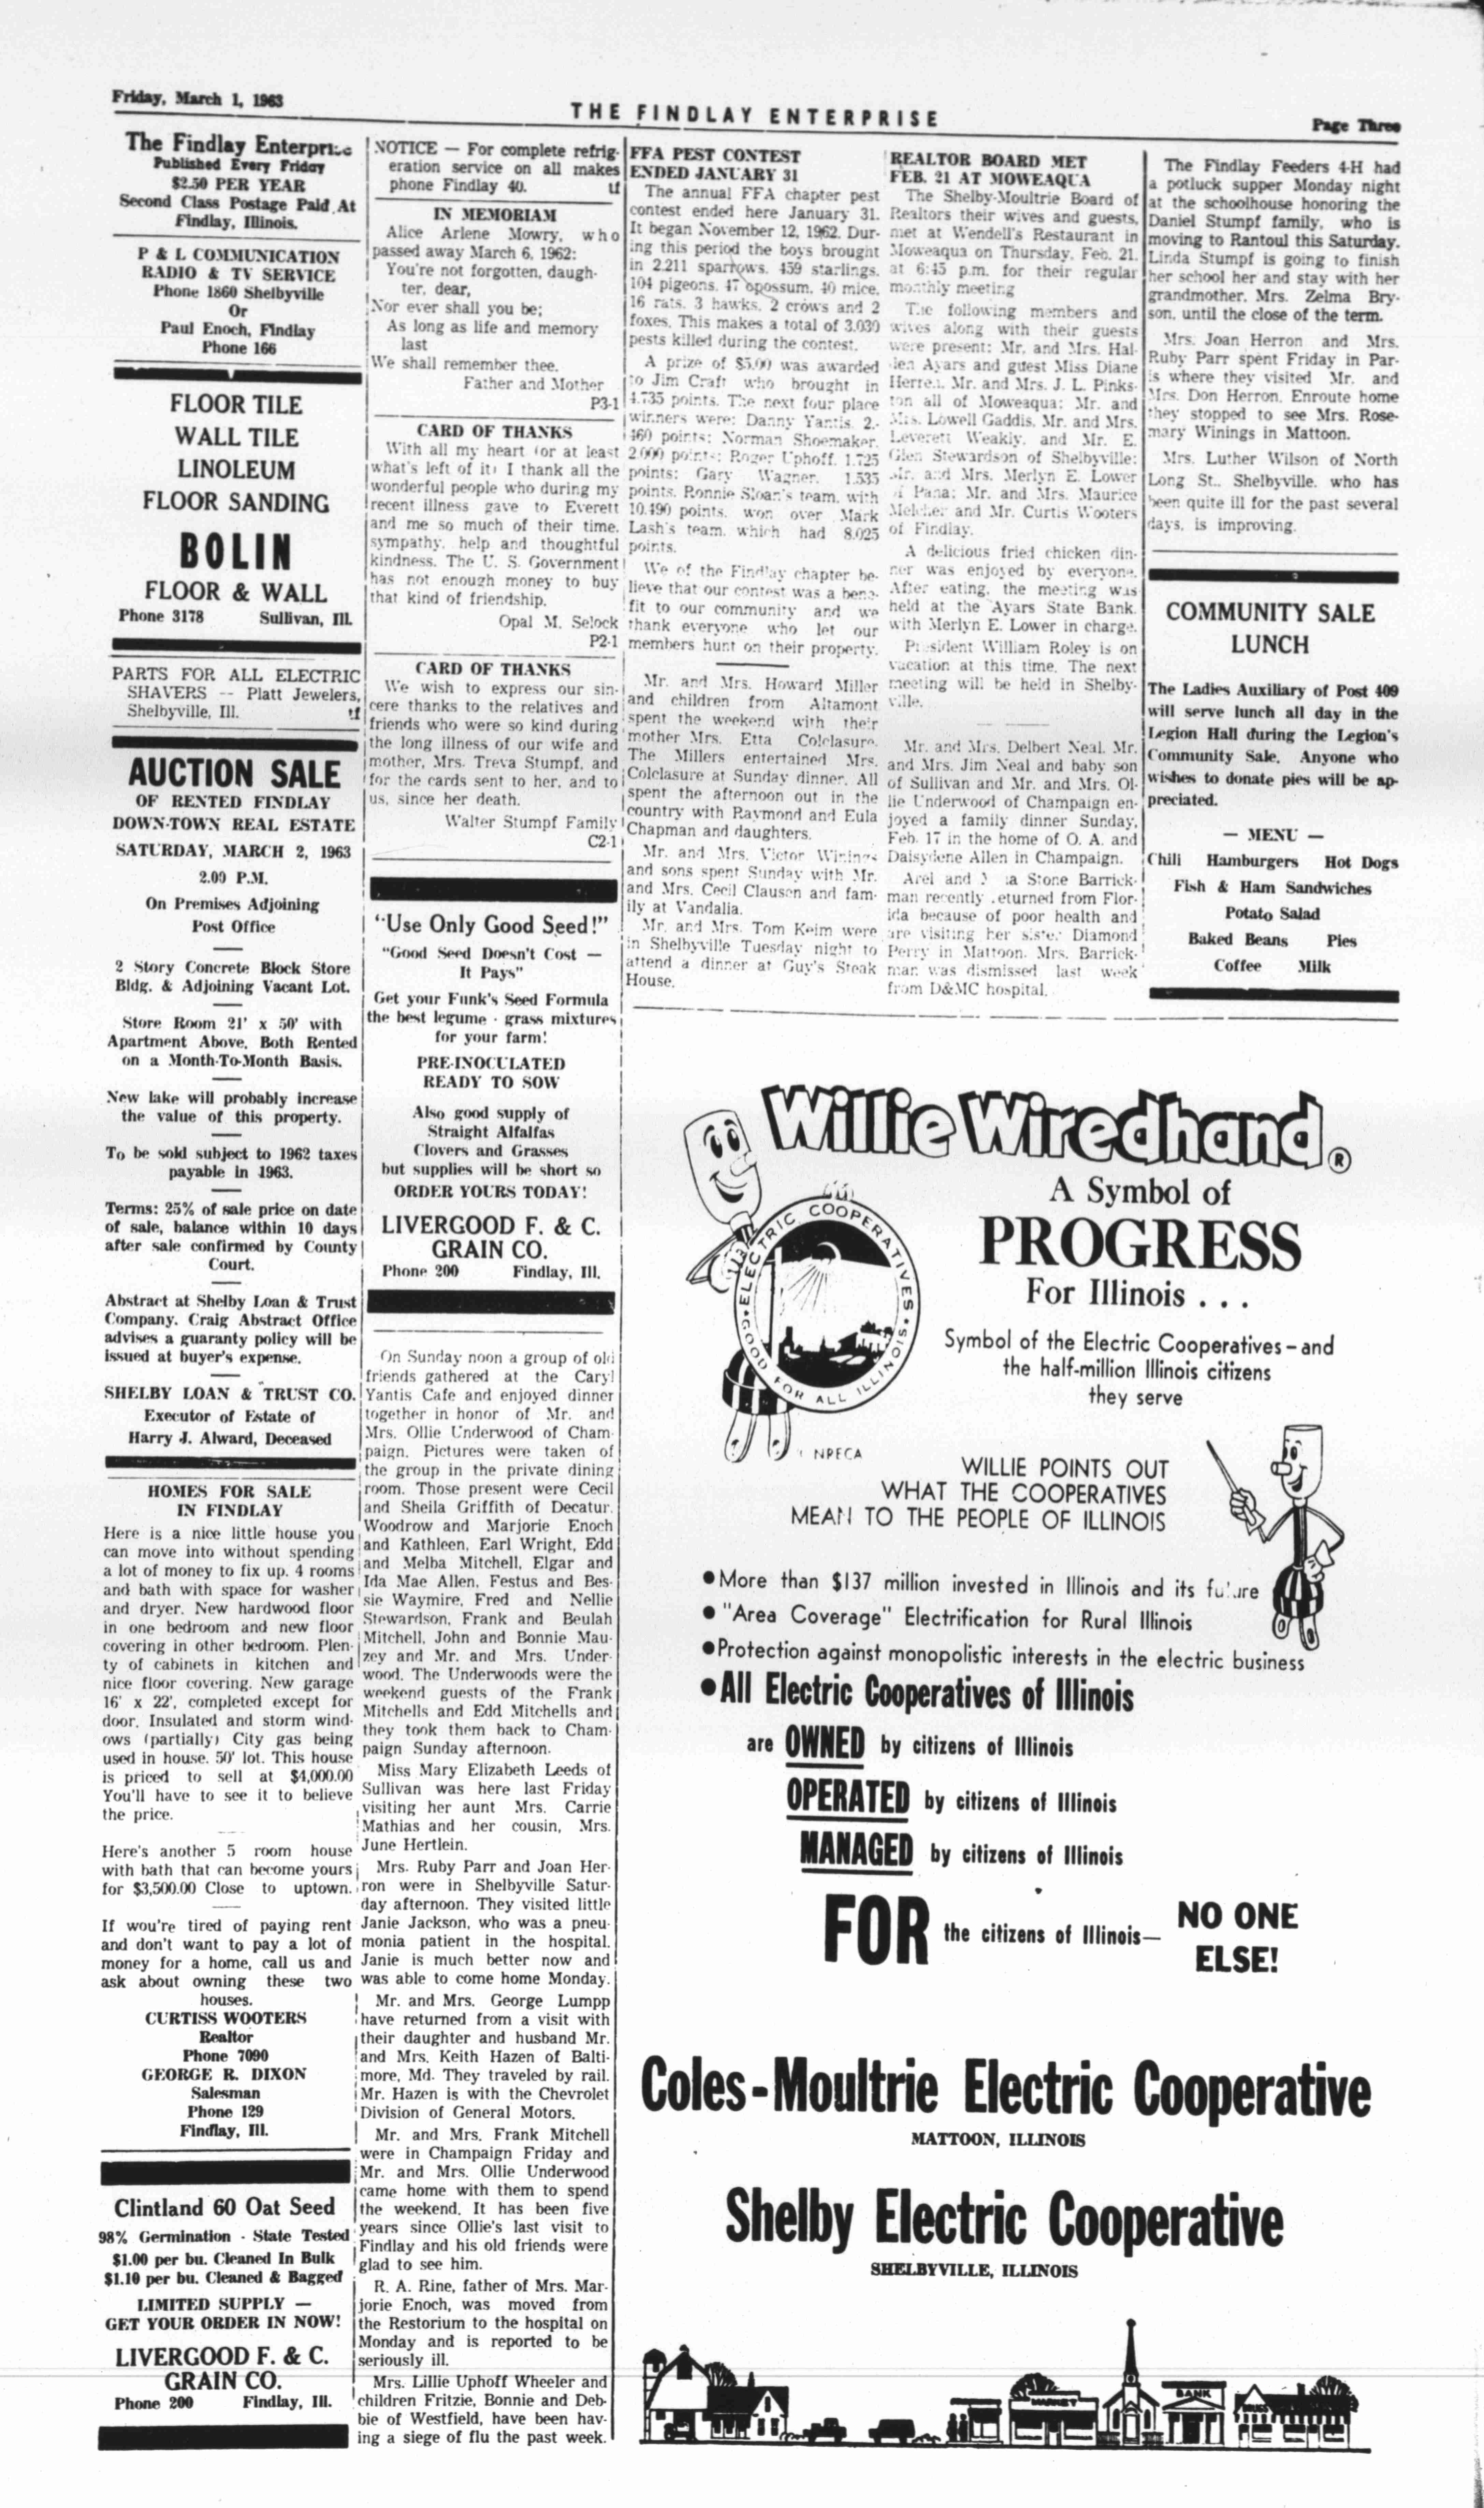 Friday, March 1, 1963
THE FINDLAY ENTERPRISE
Page Three
The Findlay Enterprise
Published Every Friday
$2.50 PER YEAR
Second Class Postage Paid At
Findlay, Illinois.
P & L COMMUNICATION
RADIO & TV SERVICE
Phone 1860 Shelbyville
Or
Paul Enoch, Findlay
Phone 166
FLOOR TILE
WALL TILE
LINOLEUM
FLOOR SANDING
BOLIN
FLOOR & WALL
Phone 3178 Sullivan, Ill.
PARTS FOR ALL ELECTRIC
SHAVERS -- Platt Jewelers,
Shelbyville, Ill. tf
AUCTION SALE
OF RENTED FINDLAY
DOWN-TOWN REAL ESTATE
SATURDAY, MARCH 2, 1963
2.00 P.M.
On Premises Adjoining
Post Office
2 Story Concrete Block Store
Bldg. & Adjoining Vacant Lot.
Store Room 21' x 50' with
Apartment Above, Both Rented
on a Month-To-Month Basis.
New lake will probably increase
the value of this property.
To be sold subject to 1962 taxes
payable in 1963.
Terms: 25% of sale price on date
of sale, balance within 10 days
after sale confirmed by County
Court.
Abstract at Shelby Loan & Trust
Company. Craig Abstract Office
advises a guaranty policy will be
issued at buyer's expense.
SHELBY LOAN & TRUST CO.
Executor of Estate of
Harry J. Alward, Deceased
HOMES FOR SALE
IN FINDLAY
Here is a nice little house you
can move into without spending
a lot of money to fix up. 4 rooms
and bath with space for washer
and dryer. New hardwood floor
in one bedroom and new floor
covering in other bedroom. Plen-
ty of cabinets in kitchen and
nice floor covering. New garage
16' x 22', completed except for
door. Insulated and storm wind-
ows (partially) City gas being
used in house. 50' lot. This house
is priced to sell at $4,000.00
You'll have to see it to believe
the price.
Here's another 5 room house
with bath that can become yours
for $3,500.00 Close to uptown.
If wou're tired of paying rent
and don't want to pay a lot of
money for a home, call us and
ask about owning these two
houses.
CURTISS WOOTERS
Realtor
Phone 7090
GEORGE R. DIXON
Salesman
Phone 129
Findlay, Ill.
Clintland 60 Oat Seed
98% Germination - State Tested
$1.00 per bu. Cleaned In Bulk
$1.10 per bu. Cleaned & Bagged
LIMITED SUPPLY —
GET YOUR ORDER IN NOW!
LIVERGOOD F. & C.
GRAIN CO.
Phone 200 Findlay, Ill.
NOTICE — For complete refrig-
eration service on all makes
phone Findlay 40. tf
IN MEMORIAM
Alice Arlene Mowry, who
passed away March 6, 1962:
You're not forgotten, daugh-
ter, dear,
Nor ever shall you be;
As long as life and memory
last
We shall remember thee.
Father and Mother
P3-1
CARD OF THANKS
With all my heart (or at least
what's left of it) I thank all the
wonderful people who during my
recent illness gave to Everett
and me so much of their time,
sympathy, help and thoughtful
kindness. The U. S. Government
has not enough money to buy
that kind of friendship.
Opal M. Selock
P2-1
CARD OF THANKS
We wish to express our sin-
cere thanks to the relatives and
friends who were so kind during
the long illness of our wife and
mother, Mrs. Treva Stumpf, and
for the cards sent to her, and to
us, since her death.
Walter Stumpf Family
C2-1
"Use Only Good Seed!"
"Good Seed Doesn't Cost —
It Pays"
Get your Funk's Seed Formula
the best legume - grass mixtures
for your farm!
PRE-INOCULATED
READY TO SOW
Also good supply of
Straight Alfalfas
Clovers and Grasses
but supplies will be short so
ORDER YOURS TODAY!
LIVERGOOD F. & C.
GRAIN CO.
Phone 200 Findlay, Ill.
On Sunday noon a group of old
friends gathered at the Caryl
Yantis Cafe and enjoyed dinner
together in honor of Mr. and
Mrs. Ollie Underwood of Cham-
paign. Pictures were taken of
the group in the private dining
room. Those present were Cecil
and Sheila Griffith of Decatur,
Woodrow and Marjorie Enoch
and Kathleen, Earl Wright, Edd
and Melba Mitchell, Elgar and
Ida Mae Allen, Festus and Bes-
sie Waymire, Fred and Nellie
Stewardson, Frank and Beulah
Mitchell, John and Bonnie Mau-
zey and Mr. and Mrs. Under-
wood. The Underwoods were the
weekend guests of the Frank
Mitchells and Edd Mitchells and
they took them back to Cham-
paign Sunday afternoon.
Miss Mary Elizabeth Leeds of
Sullivan was here last Friday
visiting her aunt Mrs. Carrie
Mathias and her cousin, Mrs.
June Hertlein.
Mrs. Ruby Parr and Joan Her-
ron were in Shelbyville Satur-
day afternoon. They visited little
Janie Jackson, who was a pneu-
monia patient in the hospital.
Janie is much better now and
was able to come home Monday.
Mr. and Mrs. George Lumpp
have returned from a visit with
their daughter and husband Mr.
and Mrs. Keith Hazen of Balti-
more, Md. They traveled by rail.
Mr. Hazen is with the Chevrolet
Division of General Motors.
Mr. and Mrs. Frank Mitchell
were in Champaign Friday and
Mr. and Mrs. Ollie Underwood
came home with them to spend
the weekend. It has been five
years since Ollie's last visit to
Findlay and his old friends were
glad to see him.
R. A. Rine, father of Mrs. Mar-
jorie Enoch, was moved from
the Restorium to the hospital on
Monday and is reported to be
seriously ill.
Mrs. Lillie Uphoff Wheeler and
children Fritzie, Bonnie and Deb-
bie of Westfield, have been hav-
ing a siege of flu the past week.
FFA PEST CONTEST
ENDED JANUARY 31
The annual FFA chapter pest
contest ended here January 31.
It began November 12, 1962. Dur-
ing this period the boys brought
in 2,211 sparrows, 459 starlings,
104 pigeons, 47 opossum, 40 mice,
16 rats, 3 hawks, 2 crows and 2
foxes. This makes a total of 3,030
pests killed during the contest.
A prize of $5.00 was awarded
to Jim Craft who brought in
4,735 points. The next four place
winners were: Danny Yantis, 2,-
460 points; Norman Shoemaker,
2,000 points; Roger Uphoff, 1,725
points; Gary Wagner, 1,535
points. Ronnie Sloan's team, with
10,490 points, won over Mark
Lash's team, which had 8,025
points.
We of the Findlay chapter be-
lieve that our contest was a bene-
fit to our community and we
thank everyone who let our
members hunt on their property.
Mr. and Mrs. Howard Miller
and children from Altamont
spent the weekend with their
mother Mrs. Etta Colclasure.
The Millers entertained Mrs.
Colclasure at Sunday dinner. All
spent the afternoon out in the
country with Raymond and Eula
Chapman and daughters.
Mr. and Mrs. Victor Winings
and sons spent Sunday with Mr.
and Mrs. Cecil Clausen and fam-
ily at Vandalia.
Mr. and Mrs. Tom Keim were
in Shelbyville Tuesday night to
attend a dinner at Guy's Steak
House.
REALTOR BOARD MET
FEB. 21 AT MOWEAQUA
The Shelby-Moultrie Board of
Realtors their wives and guests,
met at Wendell's Restaurant in
Moweaqua on Thursday, Feb. 21,
at 6:45 p.m. for their regular
monthly meeting
The following members and
wives along with their guests
were present: Mr. and Mrs. Hal-
len Ayars and guest Miss Diane
Herren, Mr. and Mrs. J. L. Pinks-
ton all of Moweaqua; Mr. and
Mrs. Lowell Gaddis, Mr. and Mrs.
Leverett Weakly, and Mr. E.
Glen Stewardson of Shelbyville;
Mr. and Mrs. Merlyn E. Lower
of Pana; Mr. and Mrs. Maurice
Melcher and Mr. Curtis Wooters
of Findlay.
A delicious fried chicken din-
ner was enjoyed by everyone.
After eating, the meeting was
held at the Ayars State Bank,
with Merlyn E. Lower in charge.
President William Roley is on
vacation at this time. The next
meeting will be held in Shelby-
ville.
Mr. and Mrs. Delbert Neal, Mr.
and Mrs. Jim Neal and baby son
of Sullivan and Mr. and Mrs. Ol-
lie Underwood of Champaign en-
joyed a family dinner Sunday,
Feb. 17 in the home of O. A. and
Daisydene Allen in Champaign.
Arel and Stone Barrick-
man recently returned from Flor-
ida because of poor health and
are visiting her sister Diamond
Perry in Mattoon. Mrs. Barrick-
man was dismissed last week
from D&MC hospital.
The Findlay Feeders 4-H had
a potluck supper Monday night
at the schoolhouse honoring the
Daniel Stumpf family, who is
moving to Rantoul this Saturday.
Linda Stumpf is going to finish
her school her and stay with her
grandmother, Mrs. Zelma Bry-
son, until the close of the term.
Mrs. Joan Herron and Mrs.
Ruby Parr spent Friday in Par-
is where they visited Mr. and
Mrs. Don Herron. Enroute home
they stopped to see Mrs. Rose-
mary Winings in Mattoon.
Mrs. Luther Wilson of North
Long St., Shelbyville, who has
been quite ill for the past several
days, is improving.
COMMUNITY SALE
LUNCH
The Ladies Auxiliary of Post 409
will serve lunch all day in the
Legion Hall during the Legion's
Community Sale. Anyone who
wishes to donate pies will be ap-
preciated.
— MENU —
Chili Hamburgers Hot Dogs
Fish & Ham Sandwiches
Potato Salad
Baked Beans Pies
Coffee Milk
Willie Wiredhand®
A Symbol of
PROGRESS
For Illinois . . .
ELECTRIC COOPERATIVES
GOOD FOR ALL ILLINOIS
Symbol of the Electric Cooperatives – and
the half-million Illinois citizens
they serve
NRECA
WILLIE POINTS OUT
WHAT THE COOPERATIVES
MEAN TO THE PEOPLE OF ILLINOIS
● More than $137 million invested in Illinois and its future
● "Area Coverage" Electrification for Rural Illinois
● Protection against monopolistic interests in the electric business
● All Electric Cooperatives of Illinois
are OWNED by citizens of Illinois
OPERATED by citizens of Illinois
MANAGED by citizens of Illinois
FOR the citizens of Illinois— NO ONE
ELSE!
Coles-Moultrie Electric Cooperative
MATTOON, ILLINOIS
Shelby Electric Cooperative
SHELBYVILLE, ILLINOIS
MARKET
BANK
DRUGS